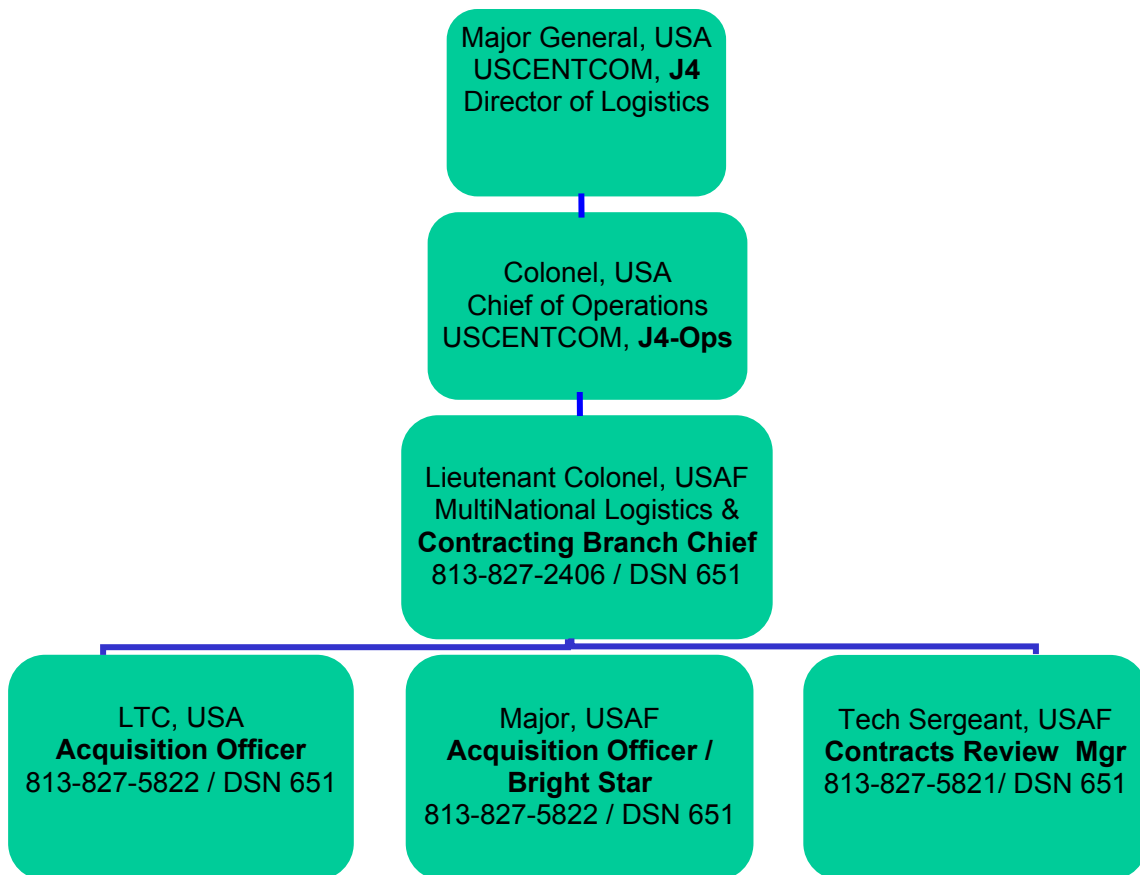 Major General, USA
USCENTCOM, J4
Director of Logistics
Colonel, USA
Chief of Operations
USCENTCOM, J4-Ops
Lieutenant Colonel, USAF
MultiNational Logistics &
Contracting Branch Chief
813-827-2406 / DSN 651
LTC, USA
Acquisition Officer
813-827-5822 / DSN 651
Major, USAF
Acquisition Officer /
Bright Star
813-827-5822 / DSN 651
Tech Sergeant, USAF
Contracts Review  Mgr
813-827-5821/ DSN 651